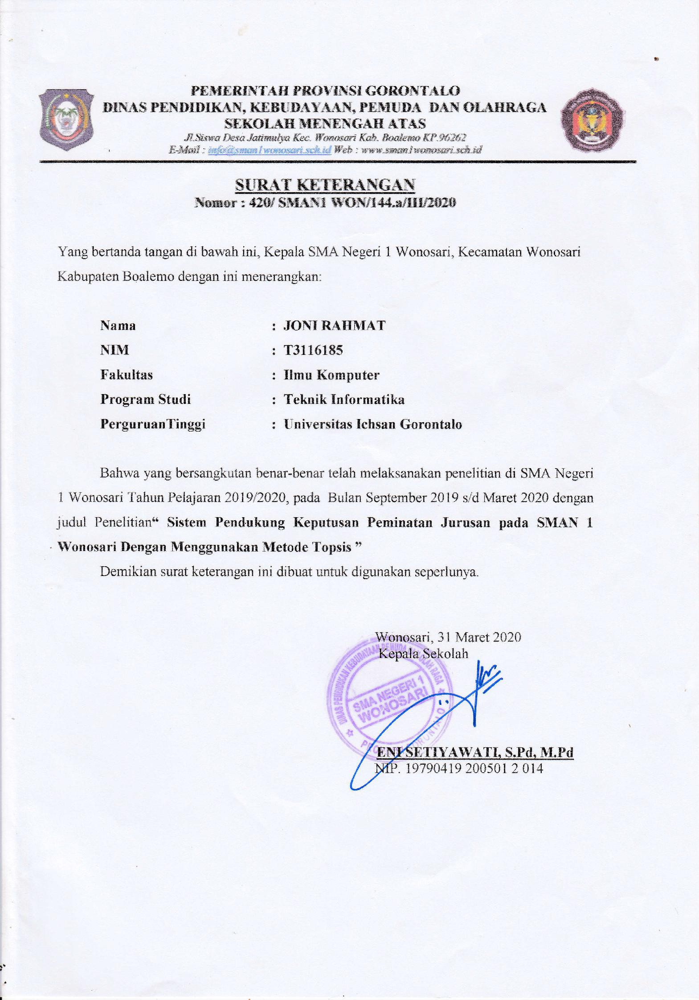 PEMERINTAH PROVINSI GORONTALO
DINAS PENDIDIKAN, KEBUDAYAAN, PEMUDA DAN OLAHRAGA
SEKOLAH MENENGAH ATAS
Jl.Siswa Desa Jatimulya Kec. Wonosari Kab. Boalemo KP.96262
E-Mail : info@sman1wonosari.sch.id Web : www.sman1wonosari.sch.id
SURAT KETERANGAN
Nomor : 420/ SMAN1 WON/144.a/III/2020
Yang bertanda tangan di bawah ini, Kepala SMA Negeri 1 Wonosari, Kecamatan Wonosari
Kabupaten Boalemo dengan ini menerangkan:
Nama : JONI RAHMAT
NIM : T3116185
Fakultas : Ilmu Komputer
Program Studi : Teknik Informatika
PerguruanTinggi : Universitas Ichsan Gorontalo
Bahwa yang bersangkutan benar-benar telah melaksanakan penelitian di SMA Negeri
1 Wonosari Tahun Pelajaran 2019/2020, pada Bulan September 2019 s/d Maret 2020 dengan
judul Penelitian“ Sistem Pendukung Keputusan Peminatan Jurusan pada SMAN 1
Wonosari Dengan Menggunakan Metode Topsis ”
Demikian surat keterangan ini dibuat untuk digunakan seperlunya.
Wonosari, 31 Maret 2020
Kepala Sekolah
DINAS PENDIDIKAN KEBUDAYAAN PEMUDA OLAH RAGA
SMA NEGERI 1
WONOSARI
GORONTALO
ENI SETIYAWATI, S.Pd, M.Pd
NIP. 19790419 200501 2 014